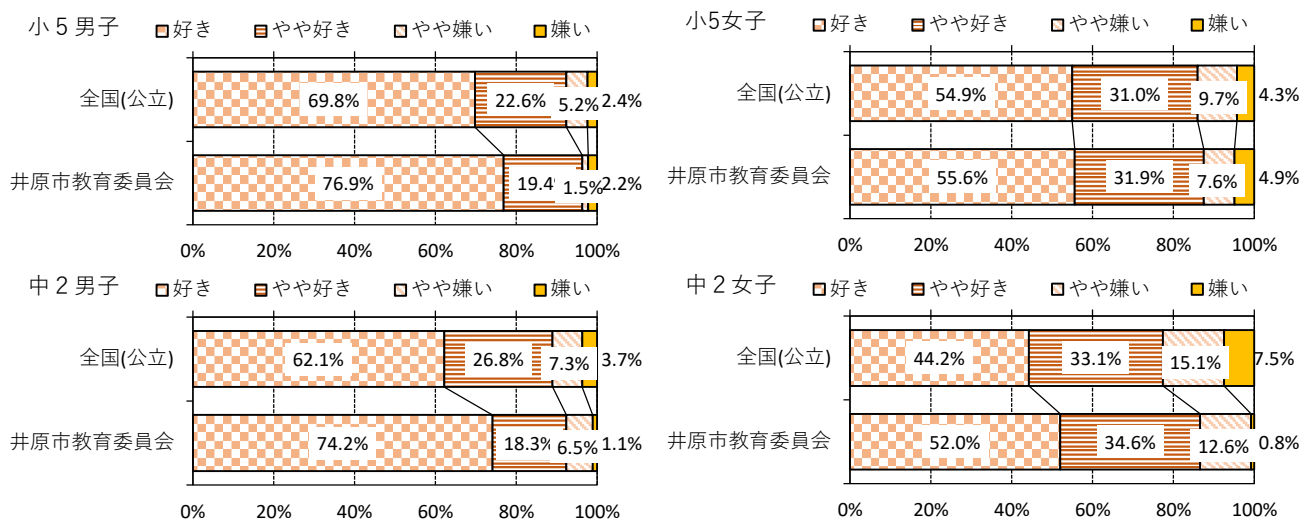 小５男子 好き やや好き やや嫌い 嫌い
全国(公立) 69.8% 22.6% 5.2% 2.4%
井原市教育委員会 76.9% 19.4% 1.5% 2.2%
0% 20% 40% 60% 80% 100%
小5女子 好き やや好き やや嫌い 嫌い
全国(公立) 54.9% 31.0% 9.7% 4.3%
井原市教育委員会 55.6% 31.9% 7.6% 4.9%
0% 20% 40% 60% 80% 100%
中２男子 好き やや好き やや嫌い 嫌い
全国(公立) 62.1% 26.8% 7.3% 3.7%
井原市教育委員会 74.2% 18.3% 6.5% 1.1%
0% 20% 40% 60% 80% 100%
中２女子 好き やや好き やや嫌い 嫌い
全国(公立) 44.2% 33.1% 15.1% 7.5%
井原市教育委員会 52.0% 34.6% 12.6% 0.8%
0% 20% 40% 60% 80% 100%